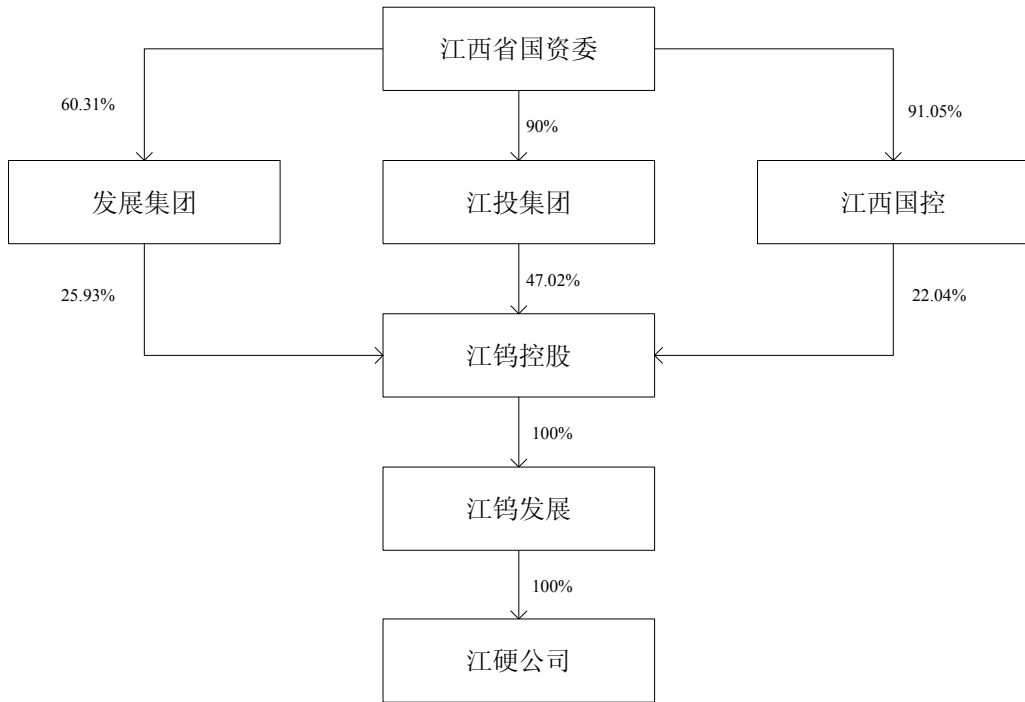 江西省国资委
60.31%
90%
91.05%
发展集团
江投集团
江西国控
25.93%
47.02%
22.04%
江钨控股
100%
江钨发展
100%
江硬公司